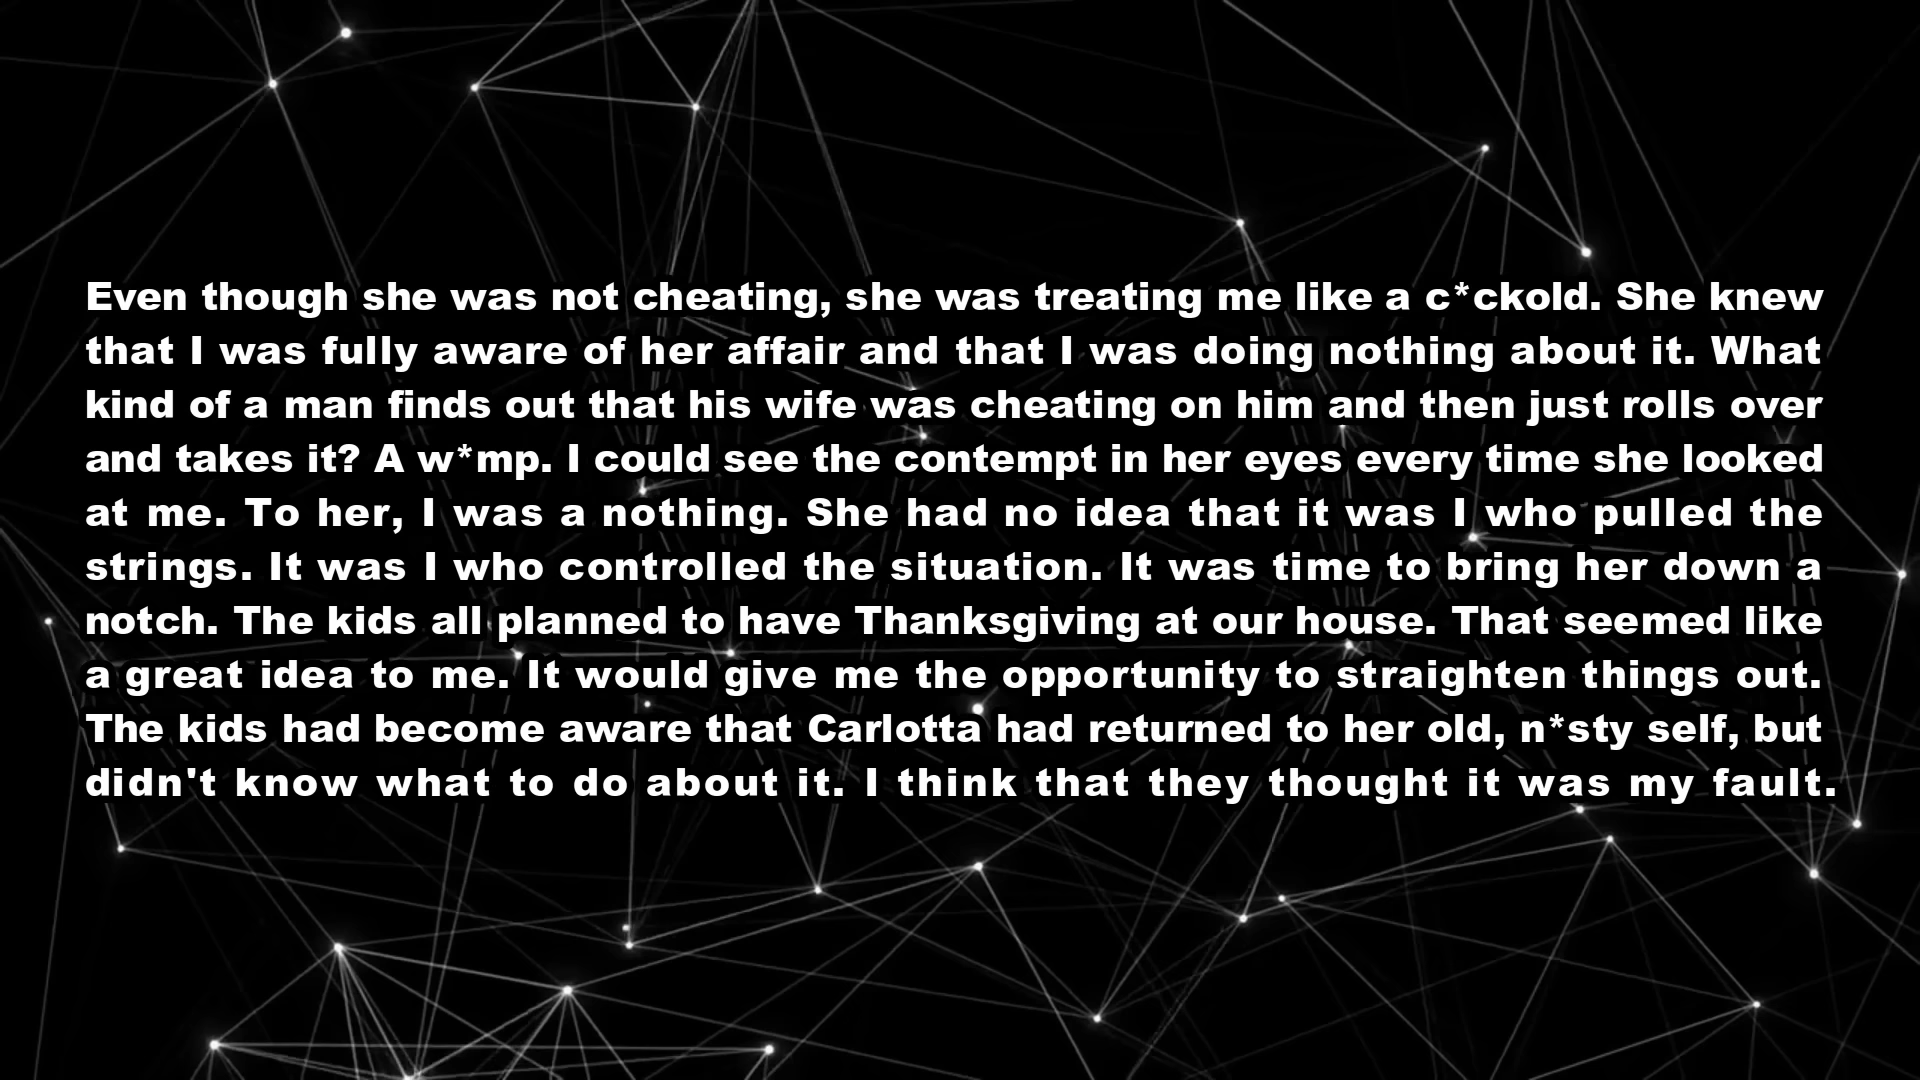 Even though she was not cheating, she was treating me like a c*ckold. She knew
that I was fully aware of her affair and that I was doing nothing about it. What
kind of a man finds out that his wife was cheating on him and then just rolls over
and takes it? A w*mp. I could see the contempt in her eyes every time she looked
at me. To her, I was a nothing. She had no idea that it was I who pulled the
strings. It was I who controlled the situation. It was time to bring her down a
notch. The kids all planned to have Thanksgiving at our house. That seemed like
a great idea to me. It would give me the opportunity to straighten things out.
The kids had become aware that Carlotta had returned to her old, n*sty self, but
didn't know what to do about it. I think that they thought it was my fault.